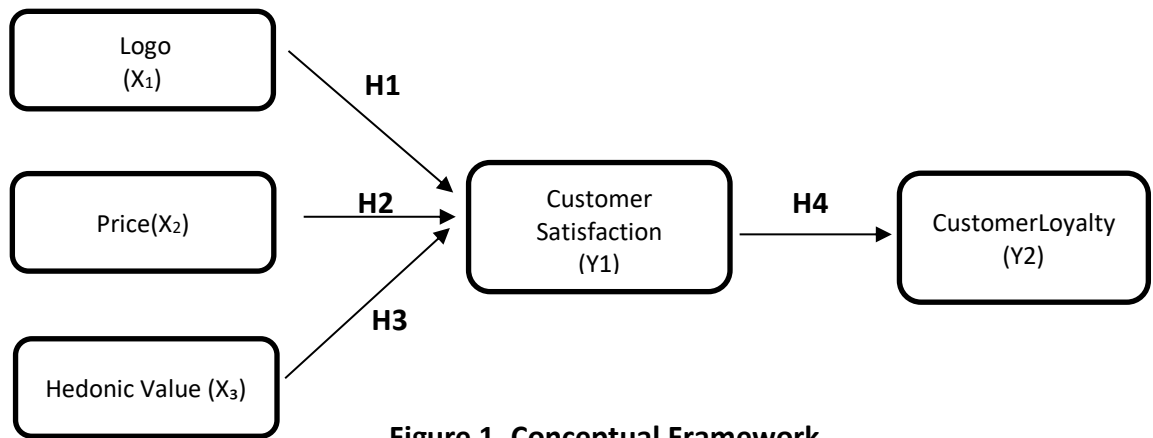 Logo
(X₁)
H1
Price(X₂)
H2
Customer
Satisfaction
(Y1)
H4
CustomerLoyalty
(Y2)
H3
Hedonic Value (X₃)
Figure 1. Conceptual Framework